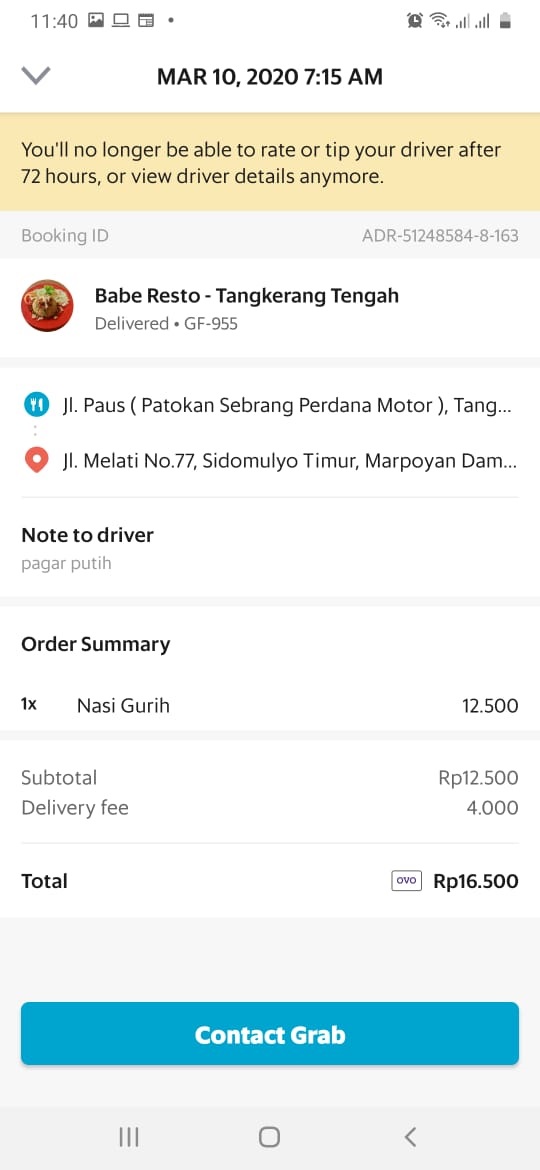 11:40
MAR 10, 2020 7:15 AM
You'll no longer be able to rate or tip your driver after
72 hours, or view driver details anymore.
Booking ID ADR-51248584-8-163
Babe Resto - Tangkerang Tengah
Delivered • GF-955
Jl. Paus ( Patokan Sebrang Perdana Motor ), Tang...
Jl. Melati No.77, Sidomulyo Timur, Marpoyan Dam...
Note to driver
pagar putih
Order Summary
1x Nasi Gurih 12.500
Subtotal Rp12.500
Delivery fee 4.000
Total OVO Rp16.500
Contact Grab